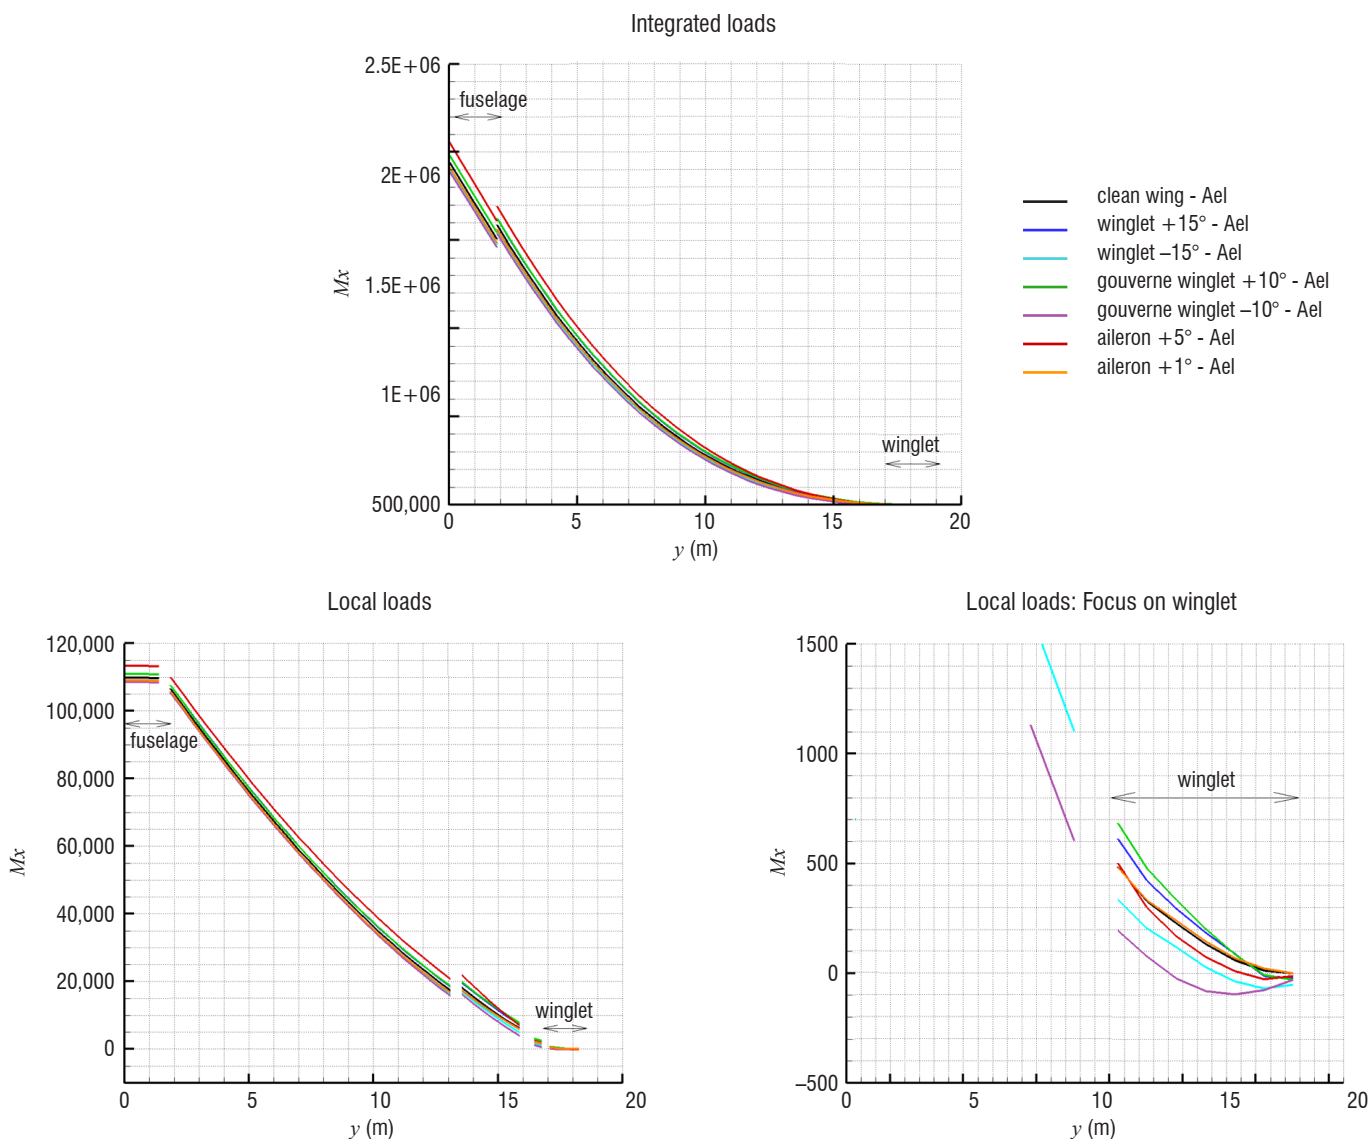 Integrated loads
2.5E+06
fuselage
2E+06
1.5E+06
Mx
1E+06
winglet
500,000
0 5 10 15 20
y (m)
clean wing - Ael
winglet +15° - Ael
winglet –15° - Ael
gouverne winglet +10° - Ael
gouverne winglet –10° - Ael
aileron +5° - Ael
aileron +1° - Ael
Local loads
120,000
100,000
fuselage
80,000
60,000
Mx
40,000
20,000
winglet
0
0 5 10 15 20
y (m)
Local loads: Focus on winglet
1500
1000
winglet
500
Mx
0
–500
0 5 10 15 20
y (m)